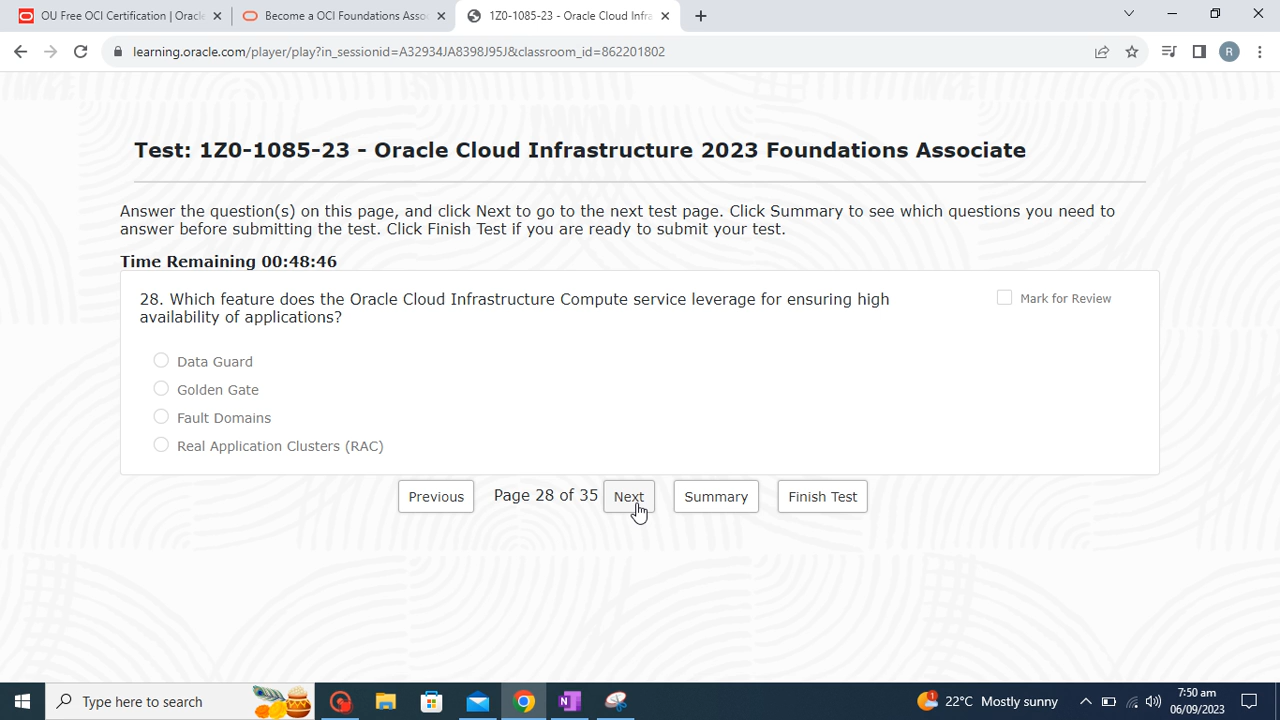 OU Free OCI Certification | Oracle
Become a OCI Foundations Asso
1Z0-1085-23 - Oracle Cloud Infra
learning.oracle.com/player/play?in_sessionid=A32934JA8398J95J&classroom_id=862201802
R
Test: 1Z0-1085-23 - Oracle Cloud Infrastructure 2023 Foundations Associate
Answer the question(s) on this page, and click Next to go to the next test page. Click Summary to see which questions you need to
answer before submitting the test. Click Finish Test if you are ready to submit your test.
Time Remaining 00:48:46
28. Which feature does the Oracle Cloud Infrastructure Compute service leverage for ensuring high
availability of applications?
Mark for Review
Data Guard
Golden Gate
Fault Domains
Real Application Clusters (RAC)
Previous
Page 28 of 35
Next
Summary
Finish Test
Type here to search
1
22°C Mostly sunny
7:50 am
06/09/2023